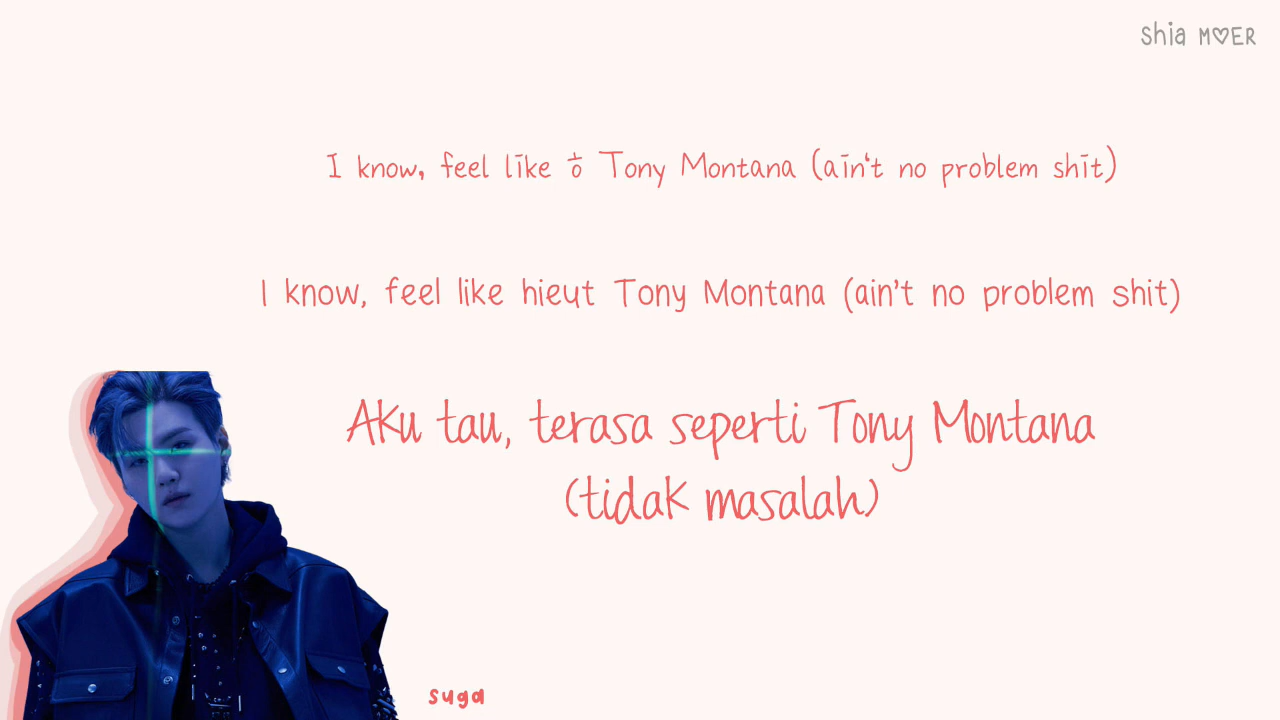 Shia M♡ER
I know, feel like ㅎ Tony Montana (ain't no problem shit)
I know, feel like hieut Tony Montana (ain't no problem shit)
Aku tau, terasa seperti Tony Montana
(tidak masalah)
suga